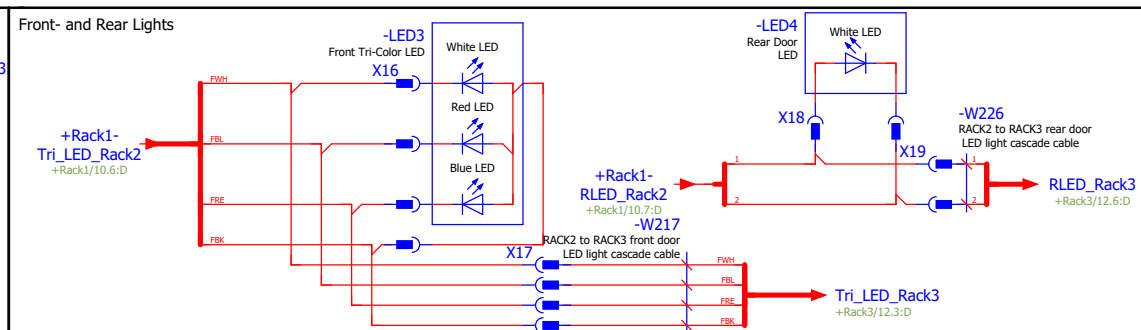 Front- and Rear Lights
3
-LED3
Front Tri-Color LED
White LED
X16
Red LED
Blue LED
FWH
FBL
FRE
FBK
+Rack1-
Tri_LED_Rack2
+Rack1/10.6:D
X17
-W217
RACK2 to RACK3 front door
LED light cascade cable
FWH
FBL
FRE
FBK
Tri_LED_Rack3
+Rack3/12.3:D
-LED4
Rear Door
LED
White LED
X18
X19
-W226
RACK2 to RACK3 rear door
LED light cascade cable
+Rack1-
RLED_Rack2
+Rack1/10.7:D
1
2
1
2
RLED_Rack3
+Rack3/12.6:D